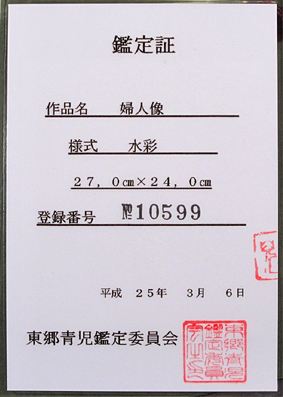 鑑定証
作品名 婦人像
様式 水彩
27,0㎝×24,0㎝
登録番号 №10599
平成 25年 3月 6日
東郷青児鑑定委員会